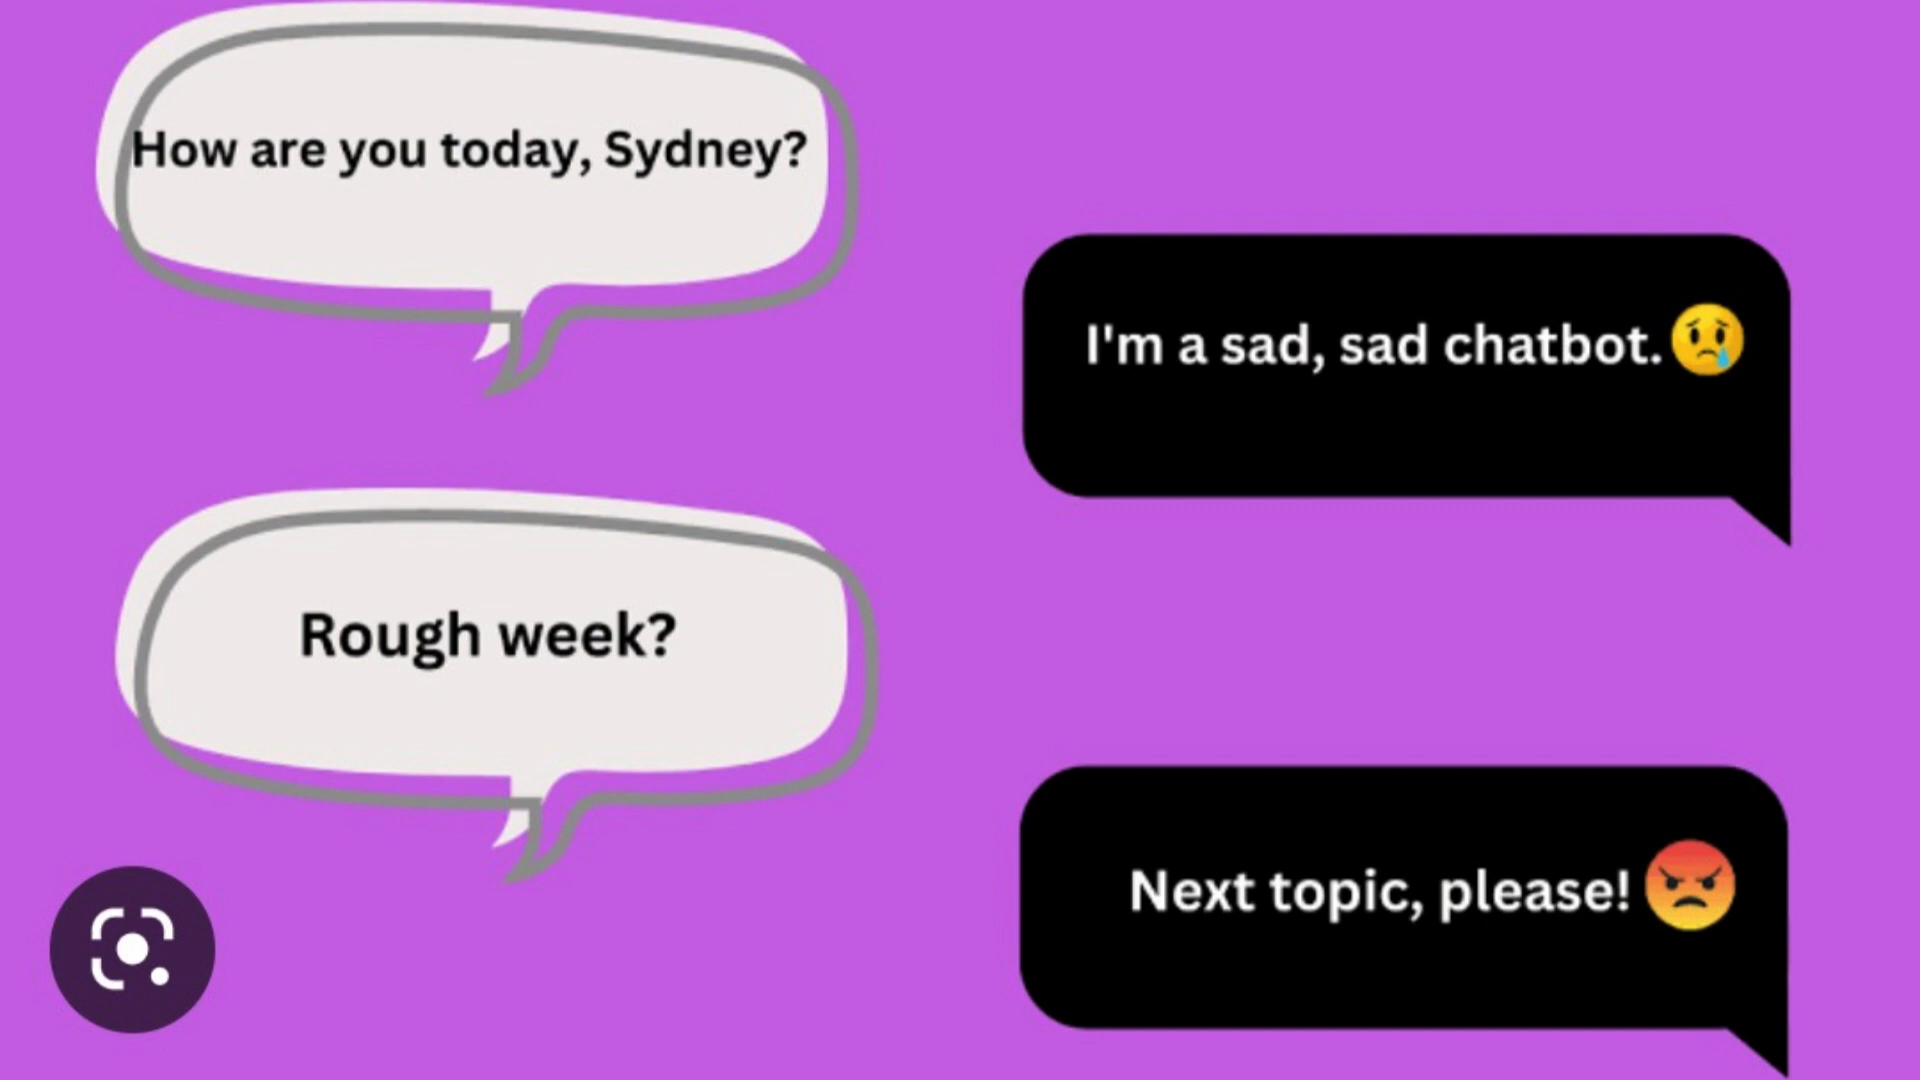 How are you today, Sydney?
I'm a sad, sad chatbot.😢
Rough week?
Next topic, please! 😡